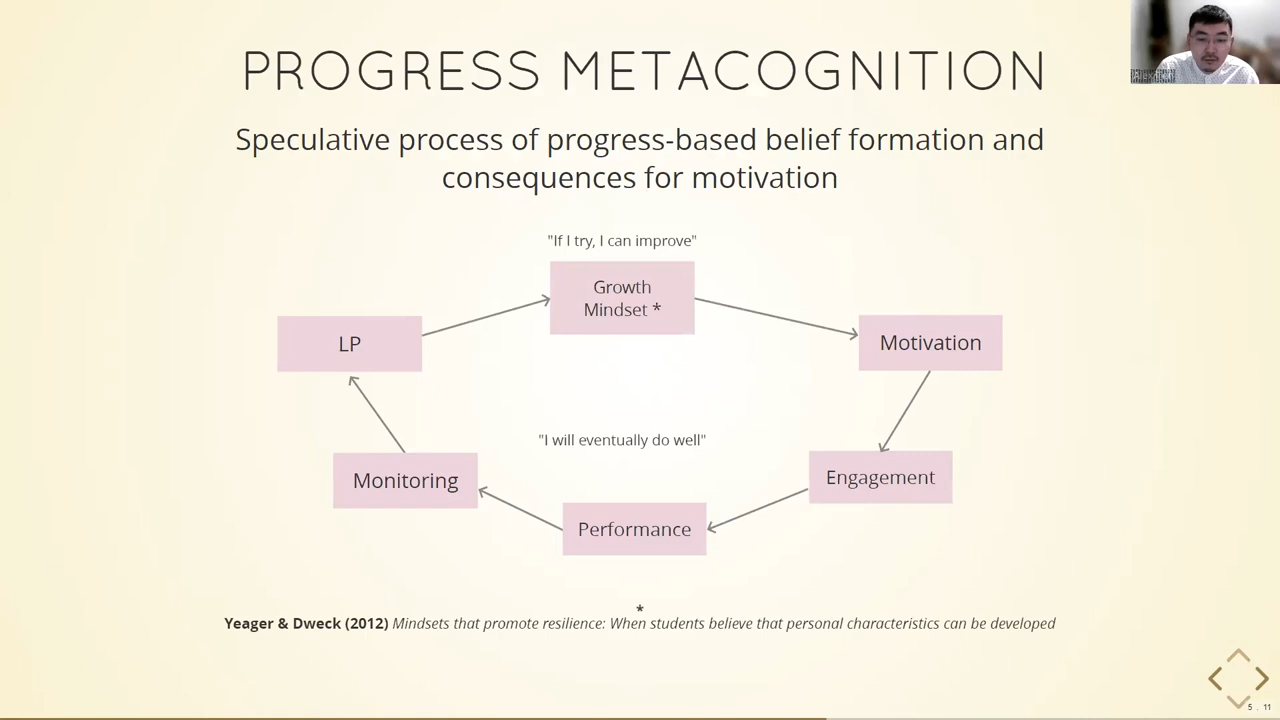 PROGRESS METACOGNITION
Speculative process of progress-based belief formation and
consequences for motivation
"If I try, I can improve"
Growth
Mindset *
LP
Motivation
"I will eventually do well"
Monitoring
Engagement
Performance
*
Yeager & Dweck (2012) Mindsets that promote resilience: When students believe that personal characteristics can be developed
5 . 11